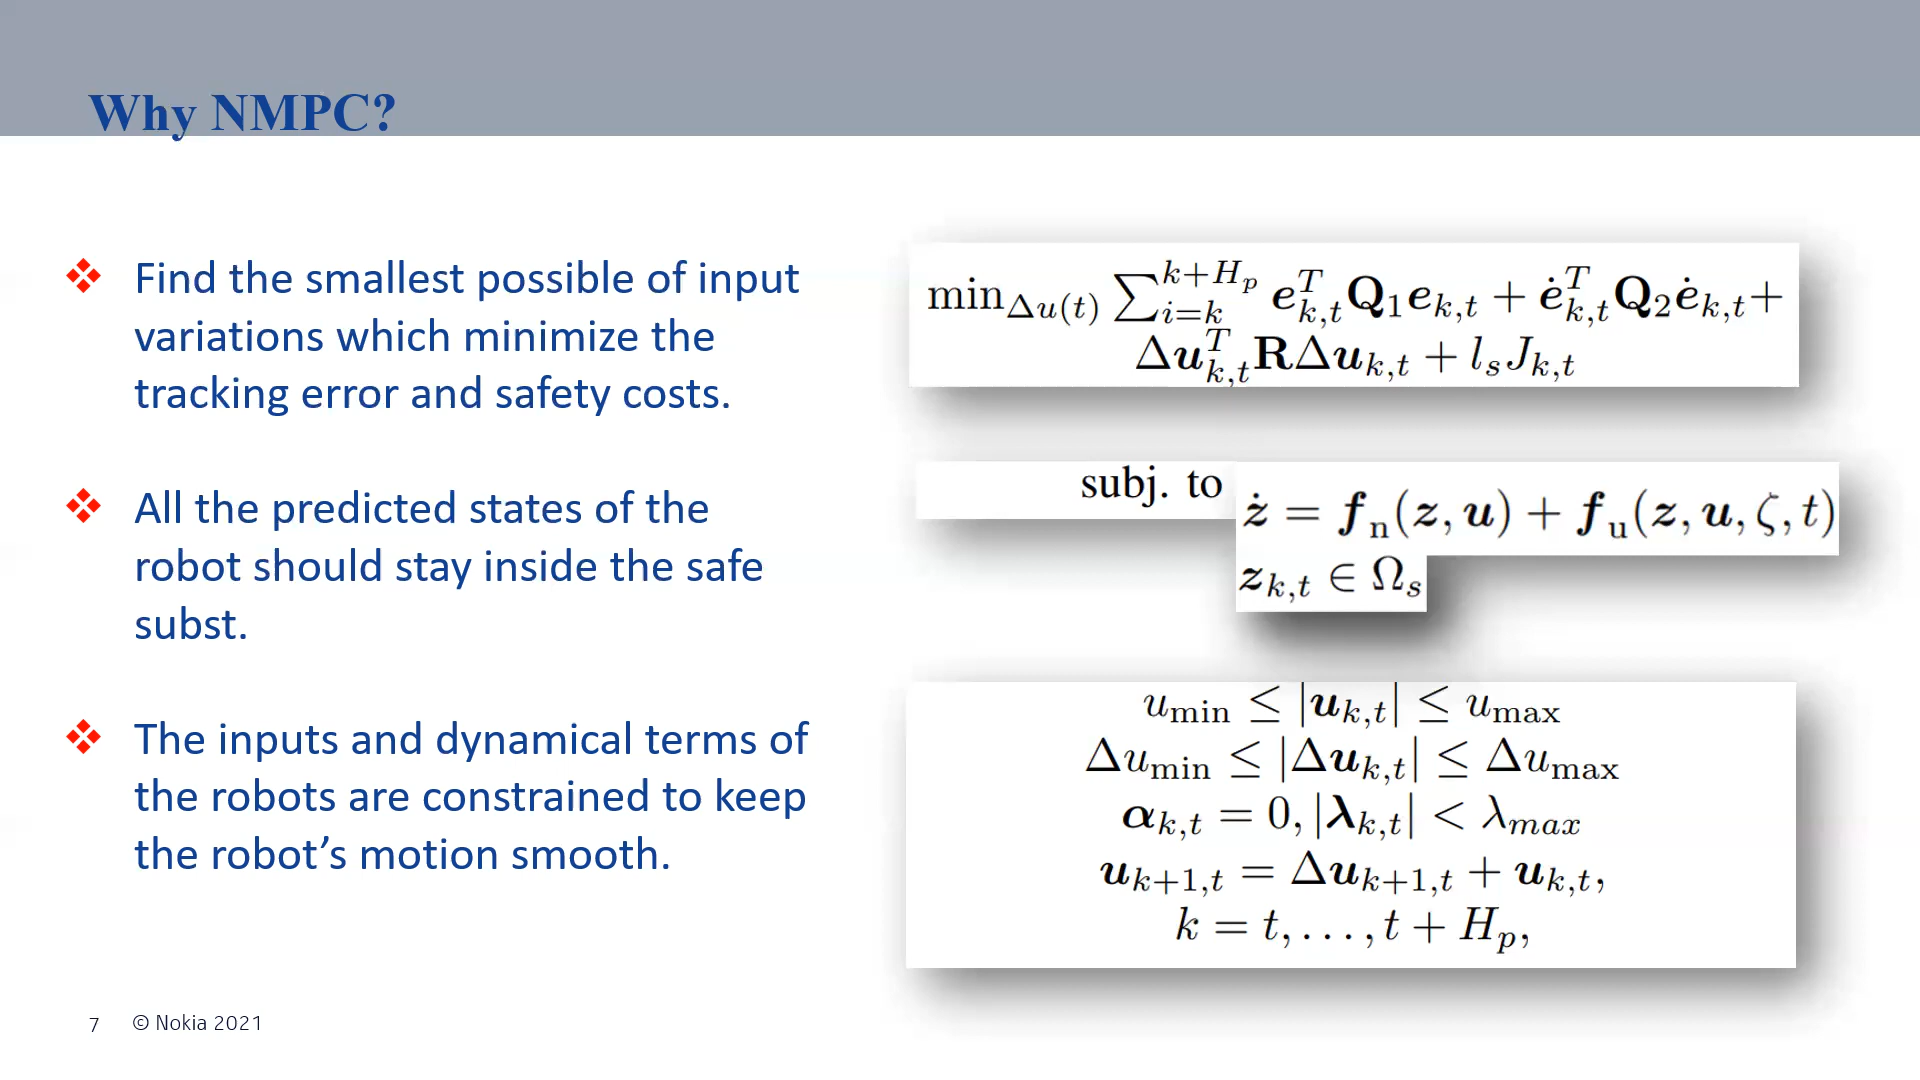 Why NMPC?
Find the smallest possible of input
variations which minimize the
tracking error and safety costs.
All the predicted states of the
robot should stay inside the safe
subst.
The inputs and dynamical terms of
the robots are constrained to keep
the robot’s motion smooth.
min_{Δu(t)} ∑_{i=k}^{k+H_p} e_{k,t}^T Q_1 e_{k,t} + ė_{k,t}^T Q_2 ė_{k,t} +
Δu_{k,t}^T R Δu_{k,t} + l_s J_{k,t}
subj. to ż = f_n(z, u) + f_u(z, u, ζ, t)
z_{k,t} ∈ Ω_s
u_min ≤ |u_{k,t}| ≤ u_max
Δu_min ≤ |Δu_{k,t}| ≤ Δu_max
α_{k,t} = 0, |λ_{k,t}| < λ_{max}
u_{k+1,t} = Δu_{k+1,t} + u_{k,t},
k = t, . . . , t + H_p,
7 © Nokia 2021